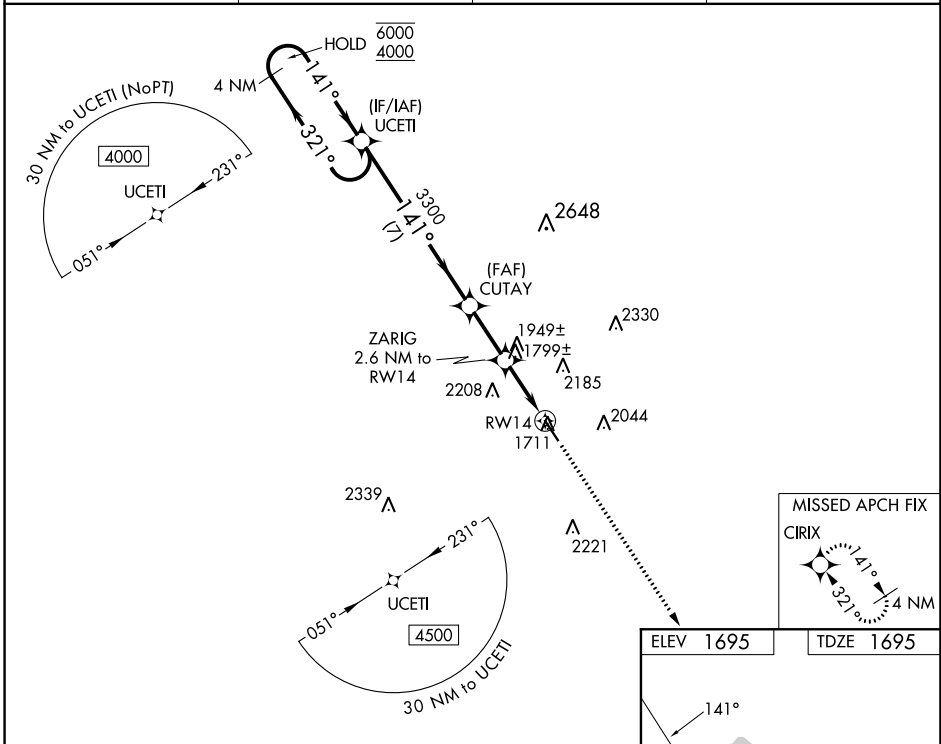 HOLD 6000
4000
4 NM
141°
321°
(IF/IAF)
UCETI
30 NM to UCETI (NoPT)
4000
UCETI
231°
051°
3300
141°
(7)
2648
(FAF)
CUTAY
2330
ZARIG
2.6 NM to
RW14
1949±
1799±
2185
2208
RW14
1711
2044
2339
2221
231°
UCETI
051°
4500
30 NM to UCETI
MISSED APCH FIX
CIRIX
141°
321°
4 NM
ELEV 1695
TDZE 1695
141°